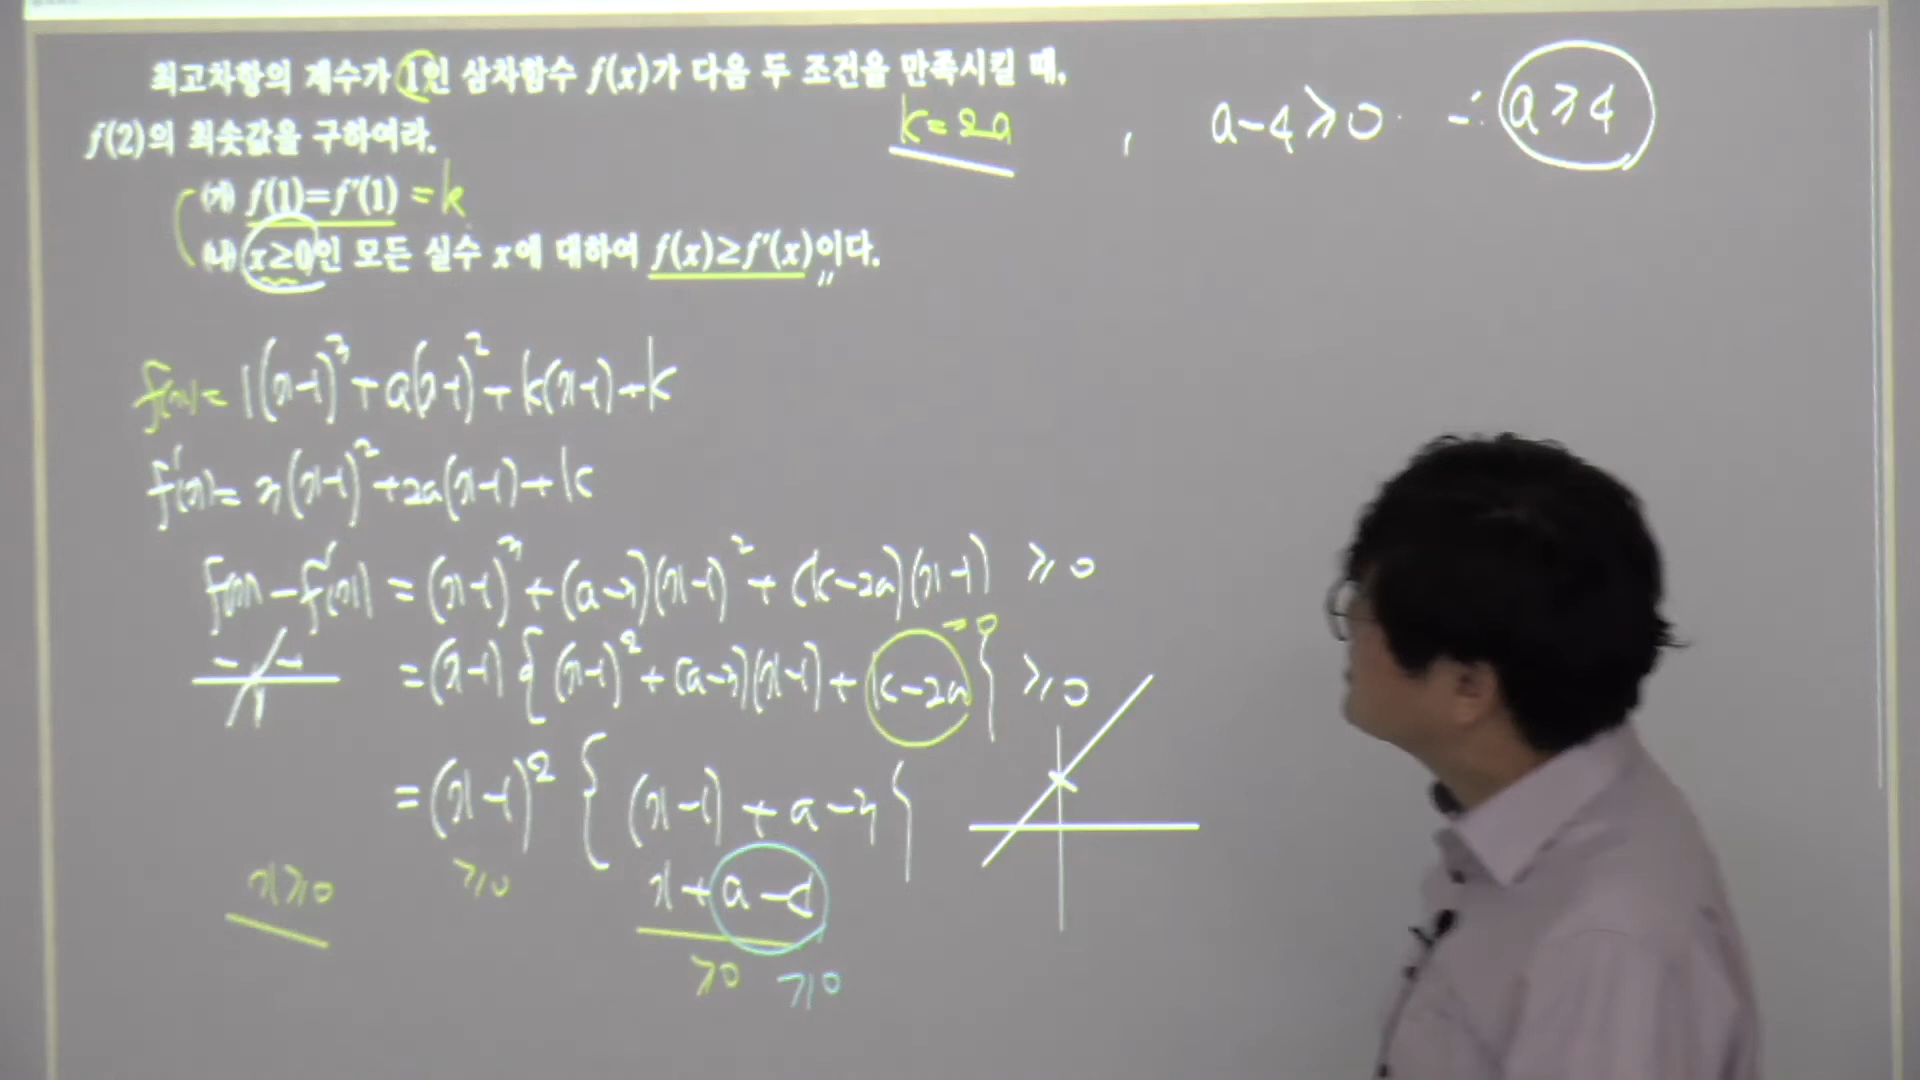 최고차항의 계수가 1인 삼차함수 f(x)가 다음 두 조건을 만족시킬 때,
f(2)의 최솟값을 구하여라.
k=2a
, a-4≥0 ∴ a≥4
㈎ f(1)=f'(1) = k
㈏ x≥0인 모든 실수 x에 대하여 f(x)≥f'(x)이다.
f(x)= 1(x-1)³+a(x-1)²+k(x-1)+k
f'(x)= 3(x-1)²+2a(x-1)+k
f(x)-f'(x) = (x-1)³+(a-3)(x-1)²+(k-2a)(x-1) ≥0
=(x-1){(x-1)²+(a-3)(x-1)+k-2a} ≥0
=0
- / -
1
=(x-1)²{(x-1)+a-3}
x≥0 ≥0 x+a-4
≥0 ≥0